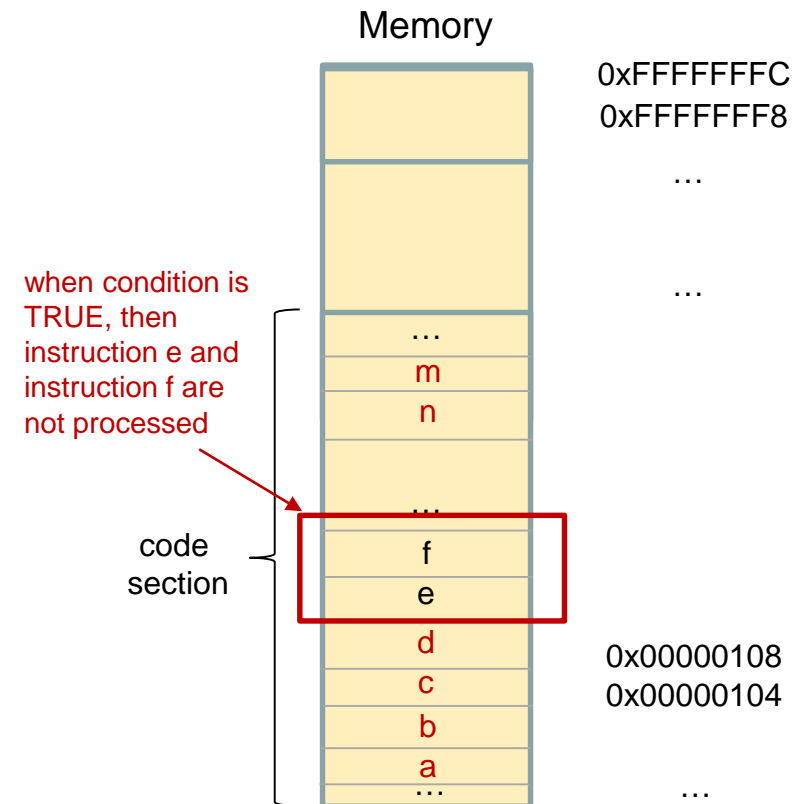 Memory
0xFFFFFFFC
0xFFFFFFF8
…
…
when condition is
TRUE, then
instruction e and
instruction f are
not processed
…
m
n
…
f
e
d
c
b
a
…
code
section
0x00000108
0x00000104
…